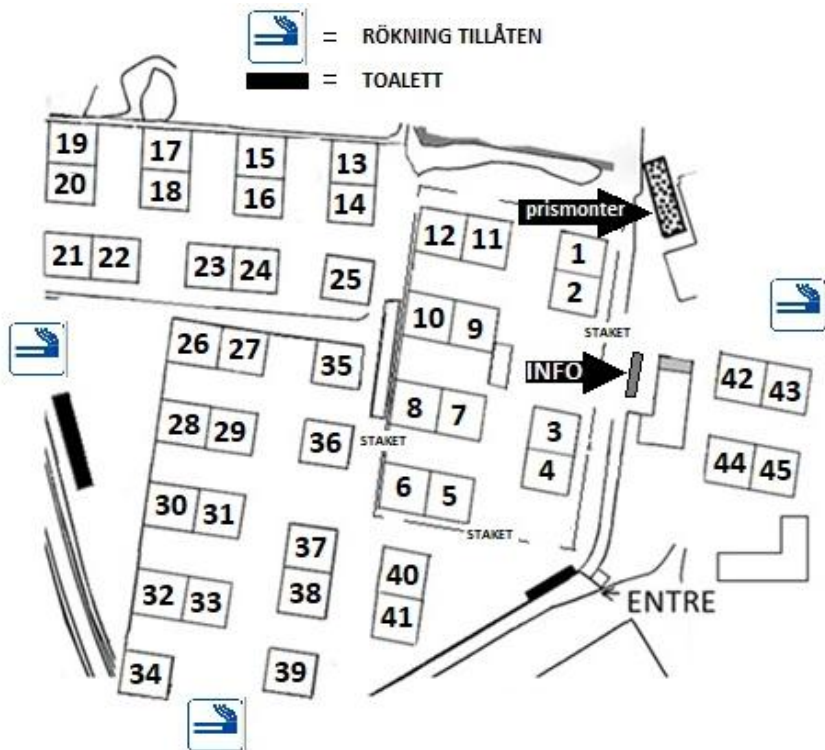 = RÖKNING TILLÅTEN
= TOALETT
19 17 15 13
20 18 16 14
prismonter
12 11 1
21 22 23 24 25
2
10 9
STAKET
26 27 35
INFO
42 43
8 7
28 29 36
STAKET
3
4
44 45
6 5
30 31
STAKET
37
40
38
32 33
41
ENTRE
34 39